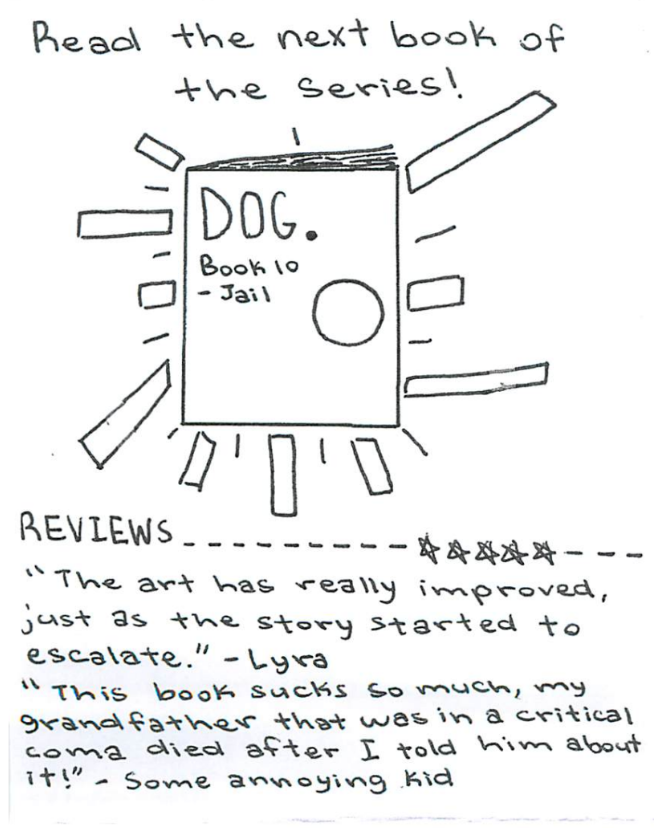 Read the next book of
the series!
DOG.
Book 10
- Jail
REVIEWS----------☆☆☆☆☆---
"The art has really improved,
just as the story started to
escalate." - Lyra
"This book sucks so much, my
grandfather that was in a critical
coma died after I told him about
it!" - Some annoying kid